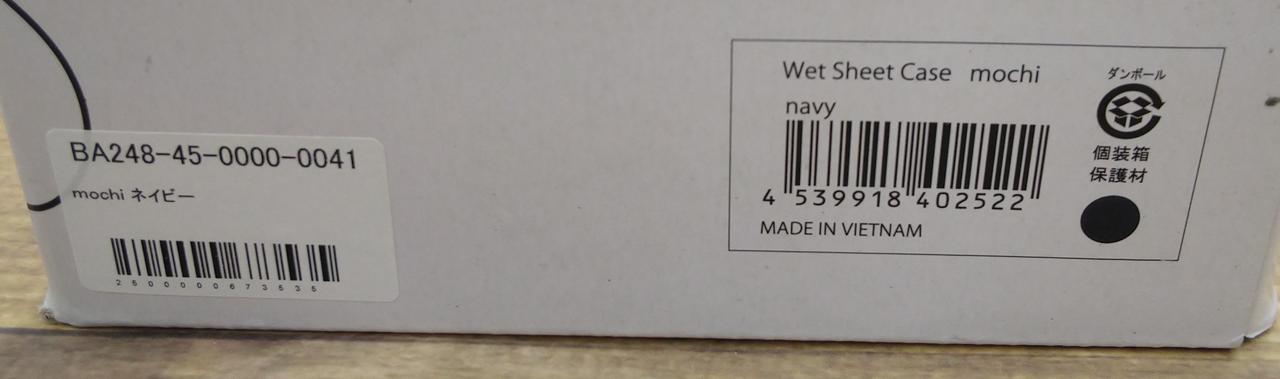 BA248-45-0000-0041
mochi ネイビー
2500000673535
Wet Sheet Case mochi
navy
4 539918 402522
MADE IN VIETNAM
ダンボール
個装箱
保護材